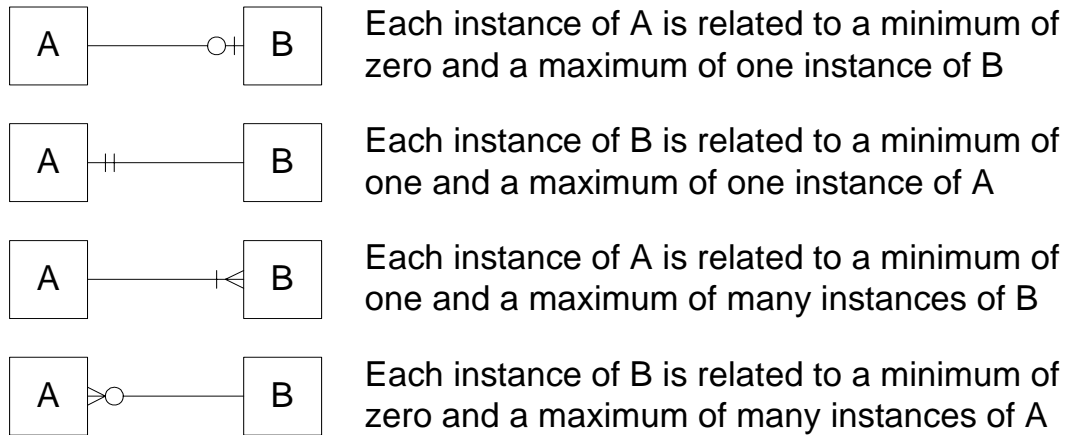 A B Each instance of A is related to a minimum of
zero and a maximum of one instance of B
A B Each instance of B is related to a minimum of
one and a maximum of one instance of A
A B Each instance of A is related to a minimum of
one and a maximum of many instances of B
A B Each instance of B is related to a minimum of
zero and a maximum of many instances of A